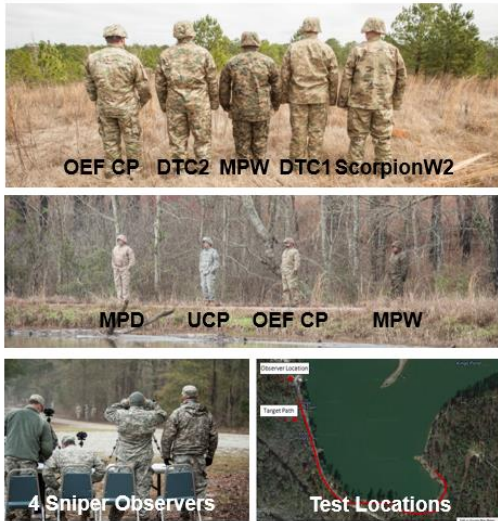 OEF CP DTC2 MPW DTC1 ScorpionW2
MPD UCP OEF CP MPW
4 Sniper Observers
Observer Location
Target Path
Test Locations